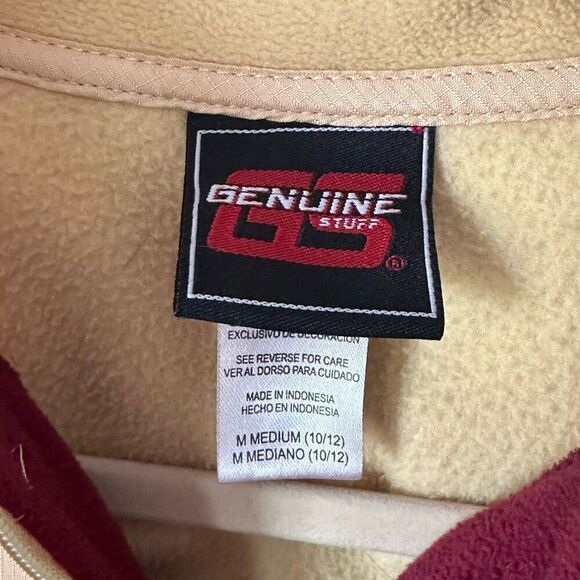 GENUINE
STUFF
GS®
EXCLUSIVO DE DECORACIÓN
SEE REVERSE FOR CARE
VER AL DORSO PARA CUIDADO
MADE IN INDONESIA
HECHO EN INDONESIA
M MEDIUM (10/12)
M MEDIANO (10/12)